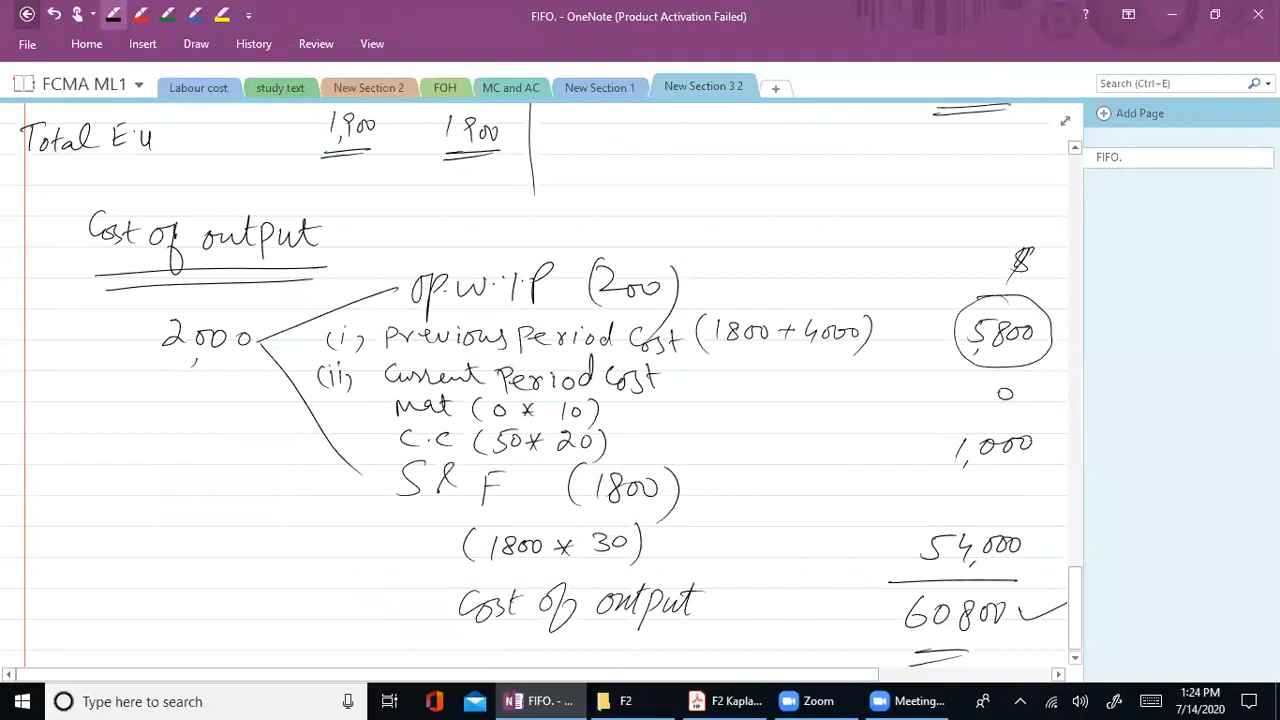 FIFO. - OneNote (Product Activation Failed)
?
File Home Insert Draw History Review View
FCMA ML1
Labour cost study text New Section 2 FOH MC and AC New Section 1 New Section 3 2
Search (Ctrl+E)
Add Page
FIFO.
Total E.U 1,900 1900
Cost of output
$
op.w.I.P (200)
2,000 (i) Previous Period Cost (1800+4000) 5,800
(ii) Current Period Cost
Mat (0 * 10) 0
C.C (50* 20) 1,000
S & F (1800)
(1800 * 30) 54,000
Cost of output 60800
Type here to search
FIFO. - ...
F2
F2 Kapla...
Zoom
Meeting...
1:24 PM
7/14/2020